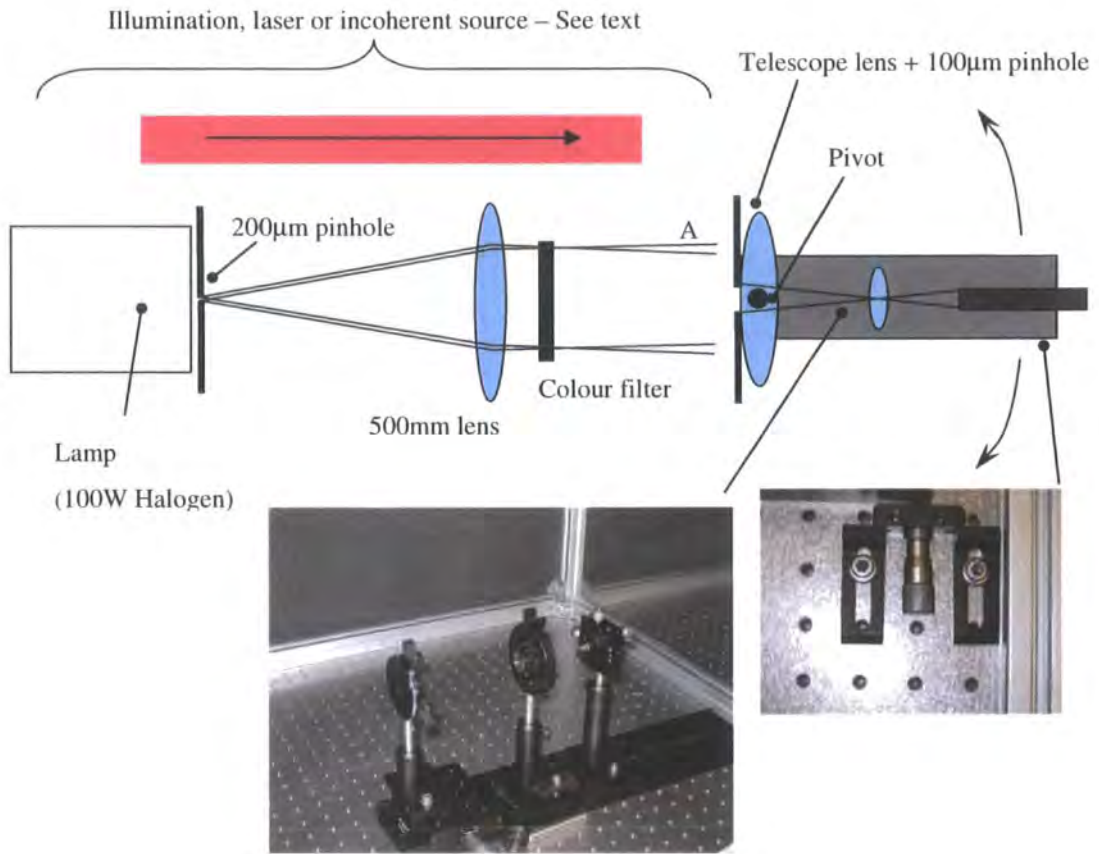 Illumination, laser or incoherent source – See text
Telescope lens + 100μm pinhole
Pivot
200μm pinhole
A
Colour filter
500mm lens
Lamp
(100W Halogen)